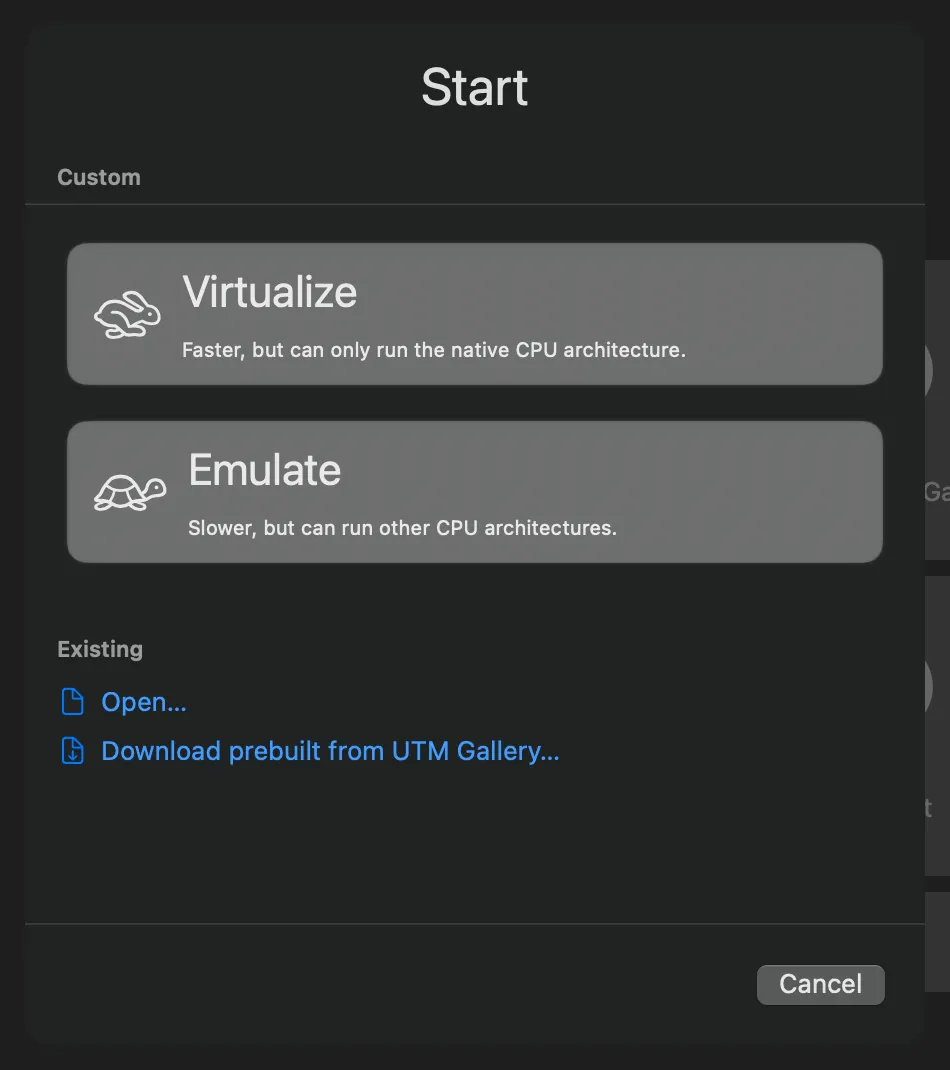 Start
Custom
Virtualize
Faster, but can only run the native CPU architecture.
Emulate
Slower, but can run other CPU architectures.
Existing
Open...
Download prebuilt from UTM Gallery...
Cancel